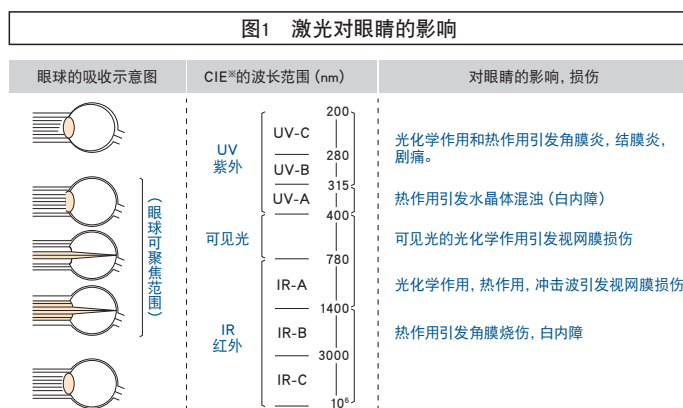 图1 激光对眼睛的影响
眼球的吸收示意图
CIE※的波长范围（nm）
对眼睛的影响，损伤
（眼球可聚焦范围）
UV
紫外
可见光
IR
红外
UV-C
UV-B
UV-A
IR-A
IR-B
IR-C
200
280
315
400
780
1400
3000
10⁶
光化学作用和热作用引发角膜炎，结膜炎，
剧痛。
热作用引发水晶体混浊（白内障）
可见光的光化学作用引发视网膜损伤
光化学作用，热作用，冲击波引发视网膜损伤
热作用引发角膜烧伤，白内障